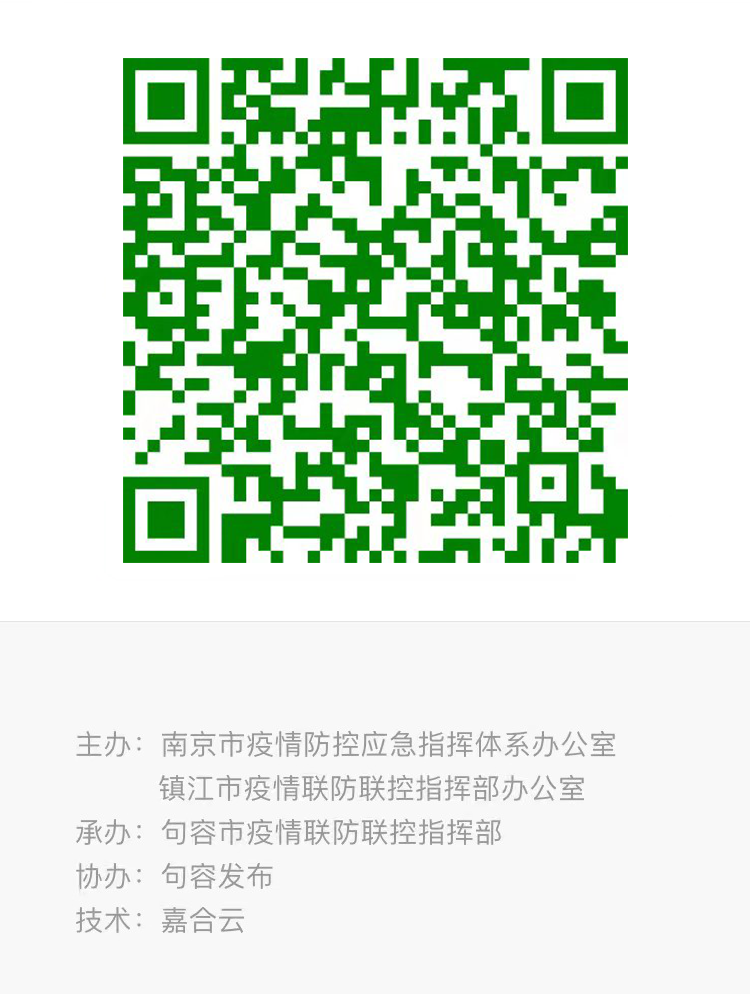 主办：南京市疫情防控应急指挥体系办公室
镇江市疫情联防联控指挥部办公室
承办：句容市疫情联防联控指挥部
协办：句容发布
技术：嘉合云